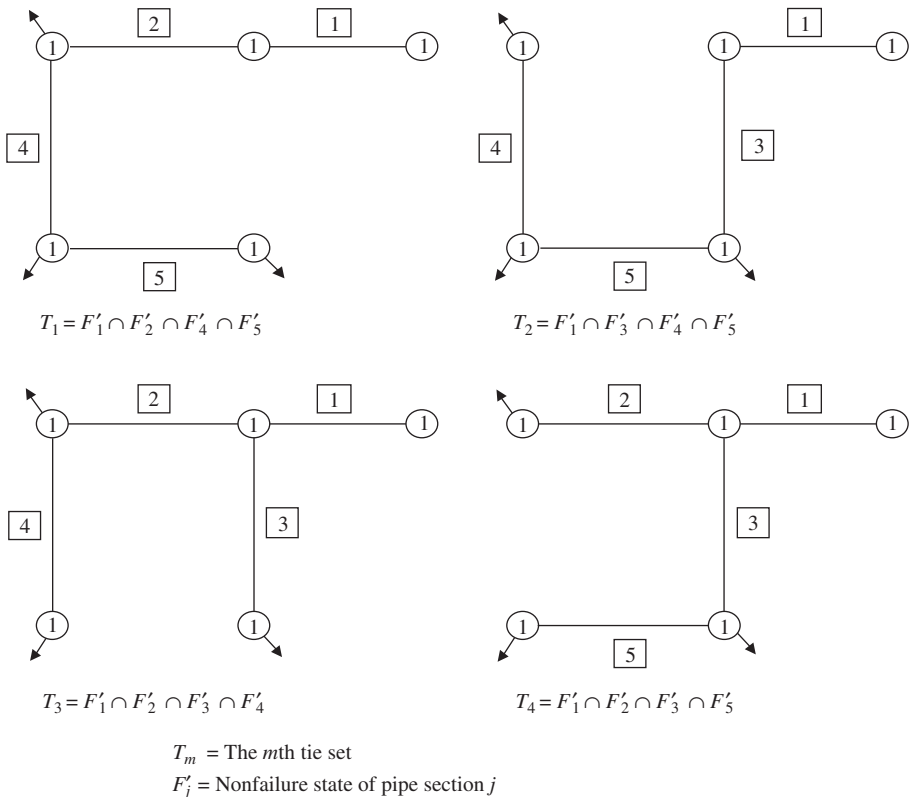 2 1
1 1 1
4
1 1
5
T₁ = F′₁ ∩ F′₂ ∩ F′₄ ∩ F′₅
1
1 1 1
4 3
1 1
5
T₂ = F′₁ ∩ F′₃ ∩ F′₄ ∩ F′₅
2 1
1 1 1
4 3
1 1
T₃ = F′₁ ∩ F′₂ ∩ F′₃ ∩ F′₄
2 1
1 1 1
3
1 1
5
T₄ = F′₁ ∩ F′₂ ∩ F′₃ ∩ F′₅
Tₘ = The mth tie set
F′ⱼ = Nonfailure state of pipe section j